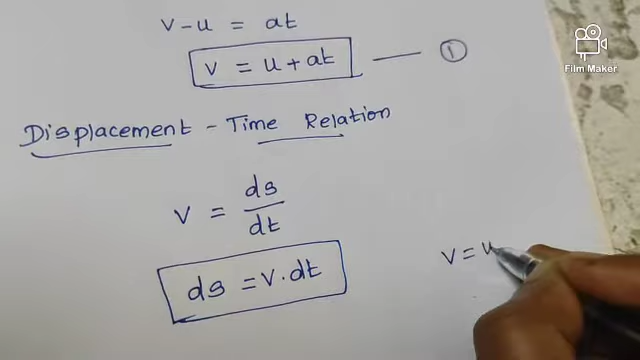 v - u = at
v = u + at — ①
Film Maker
Displacement - Time Relation
v = ds/dt
ds = v · dt
v = u